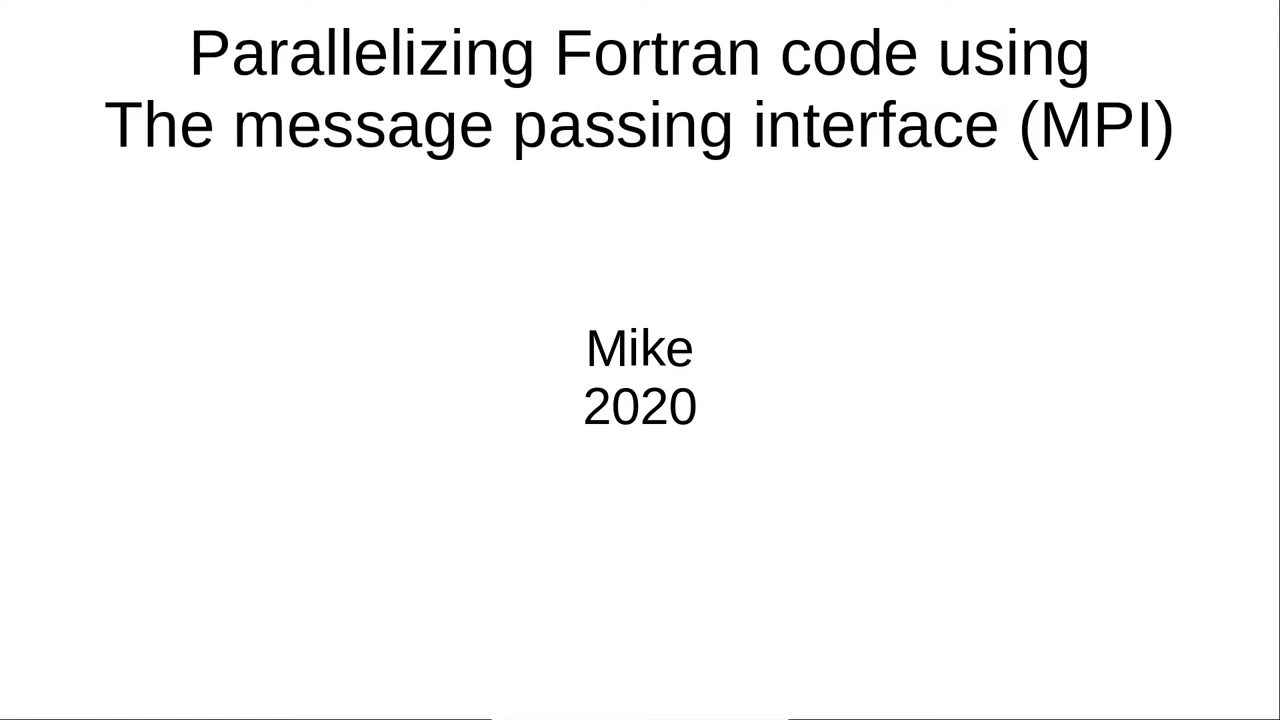 Parallelizing Fortran code using
The message passing interface (MPI)
Mike
2020